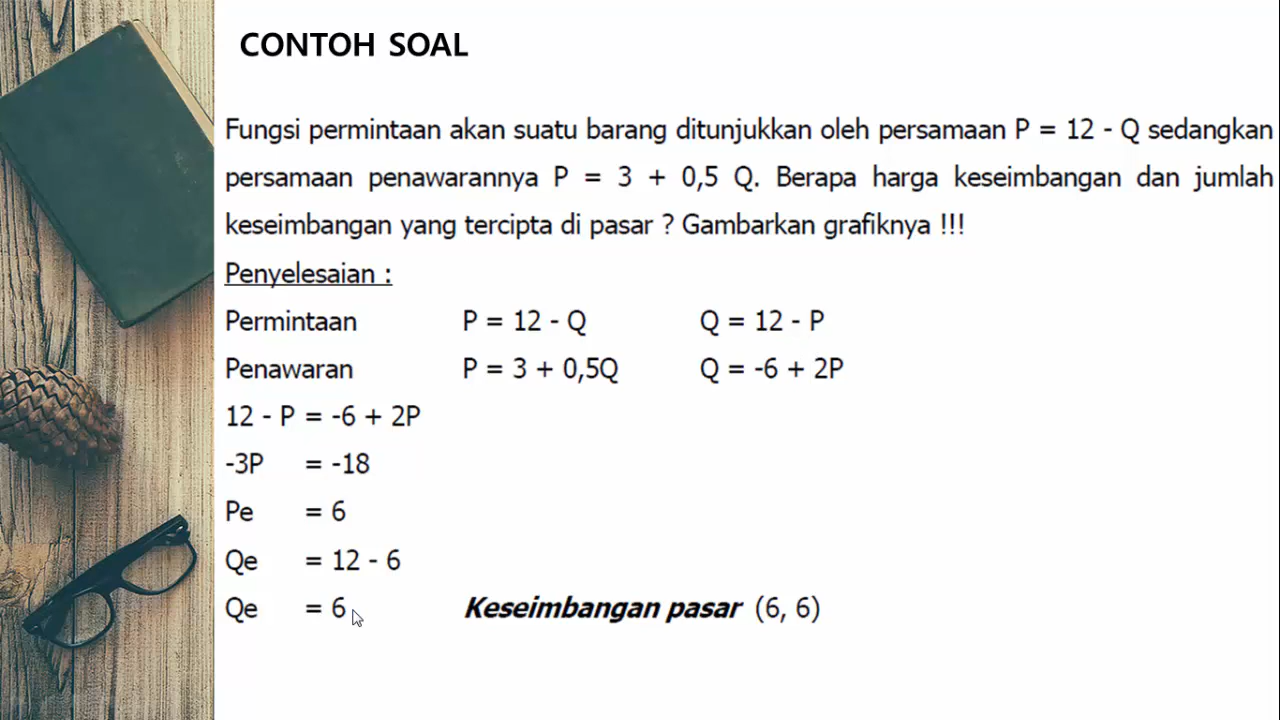 CONTOH SOAL
Fungsi permintaan akan suatu barang ditunjukkan oleh persamaan P = 12 - Q sedangkan
persamaan penawarannya P = 3 + 0,5 Q. Berapa harga keseimbangan dan jumlah
keseimbangan yang tercipta di pasar ? Gambarkan grafiknya !!!
Penyelesaian :
Permintaan P = 12 - Q Q = 12 - P
Penawaran P = 3 + 0,5Q Q = -6 + 2P
12 - P = -6 + 2P
-3P = -18
Pe = 6
Qe = 12 - 6
Qe = 6 Keseimbangan pasar (6, 6)